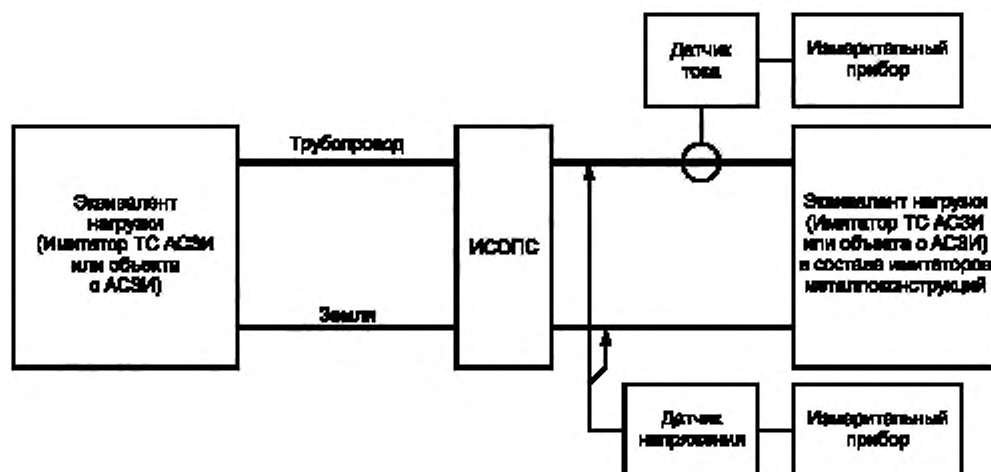 Датчик
тока
Измерительный
прибор
Трубопровод
Эквивалент
нагрузки
(Имитатор ТС АСЗИ
или объекта
с АСЗИ)
ИСОПС
Эквивалент нагрузки
(Имитатор ТС АСЗИ
или объекта с АСЗИ)
в составе имитаторов
металлоконструкций
Земля
Датчик
напряжения
Измерительный
прибор